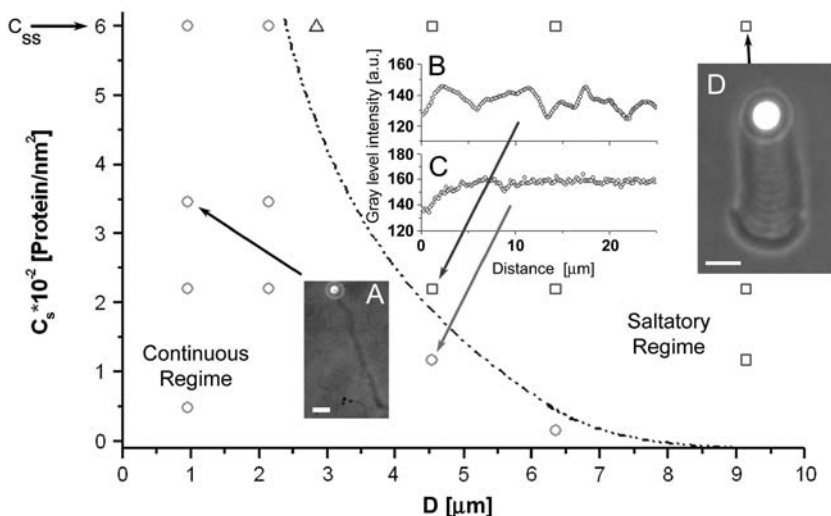 C_SS
6
5
4
3
2
1
0
C_s*10^-2 [Protein/nm^2]
0 1 2 3 4 5 6 7 8 9 10
D [μm]
Continuous
Regime
Saltatory
Regime
A
B
160
140
120
C
180
160
140
120
Gray level intensity [a.u.]
0 10 20
Distance [μm]
D